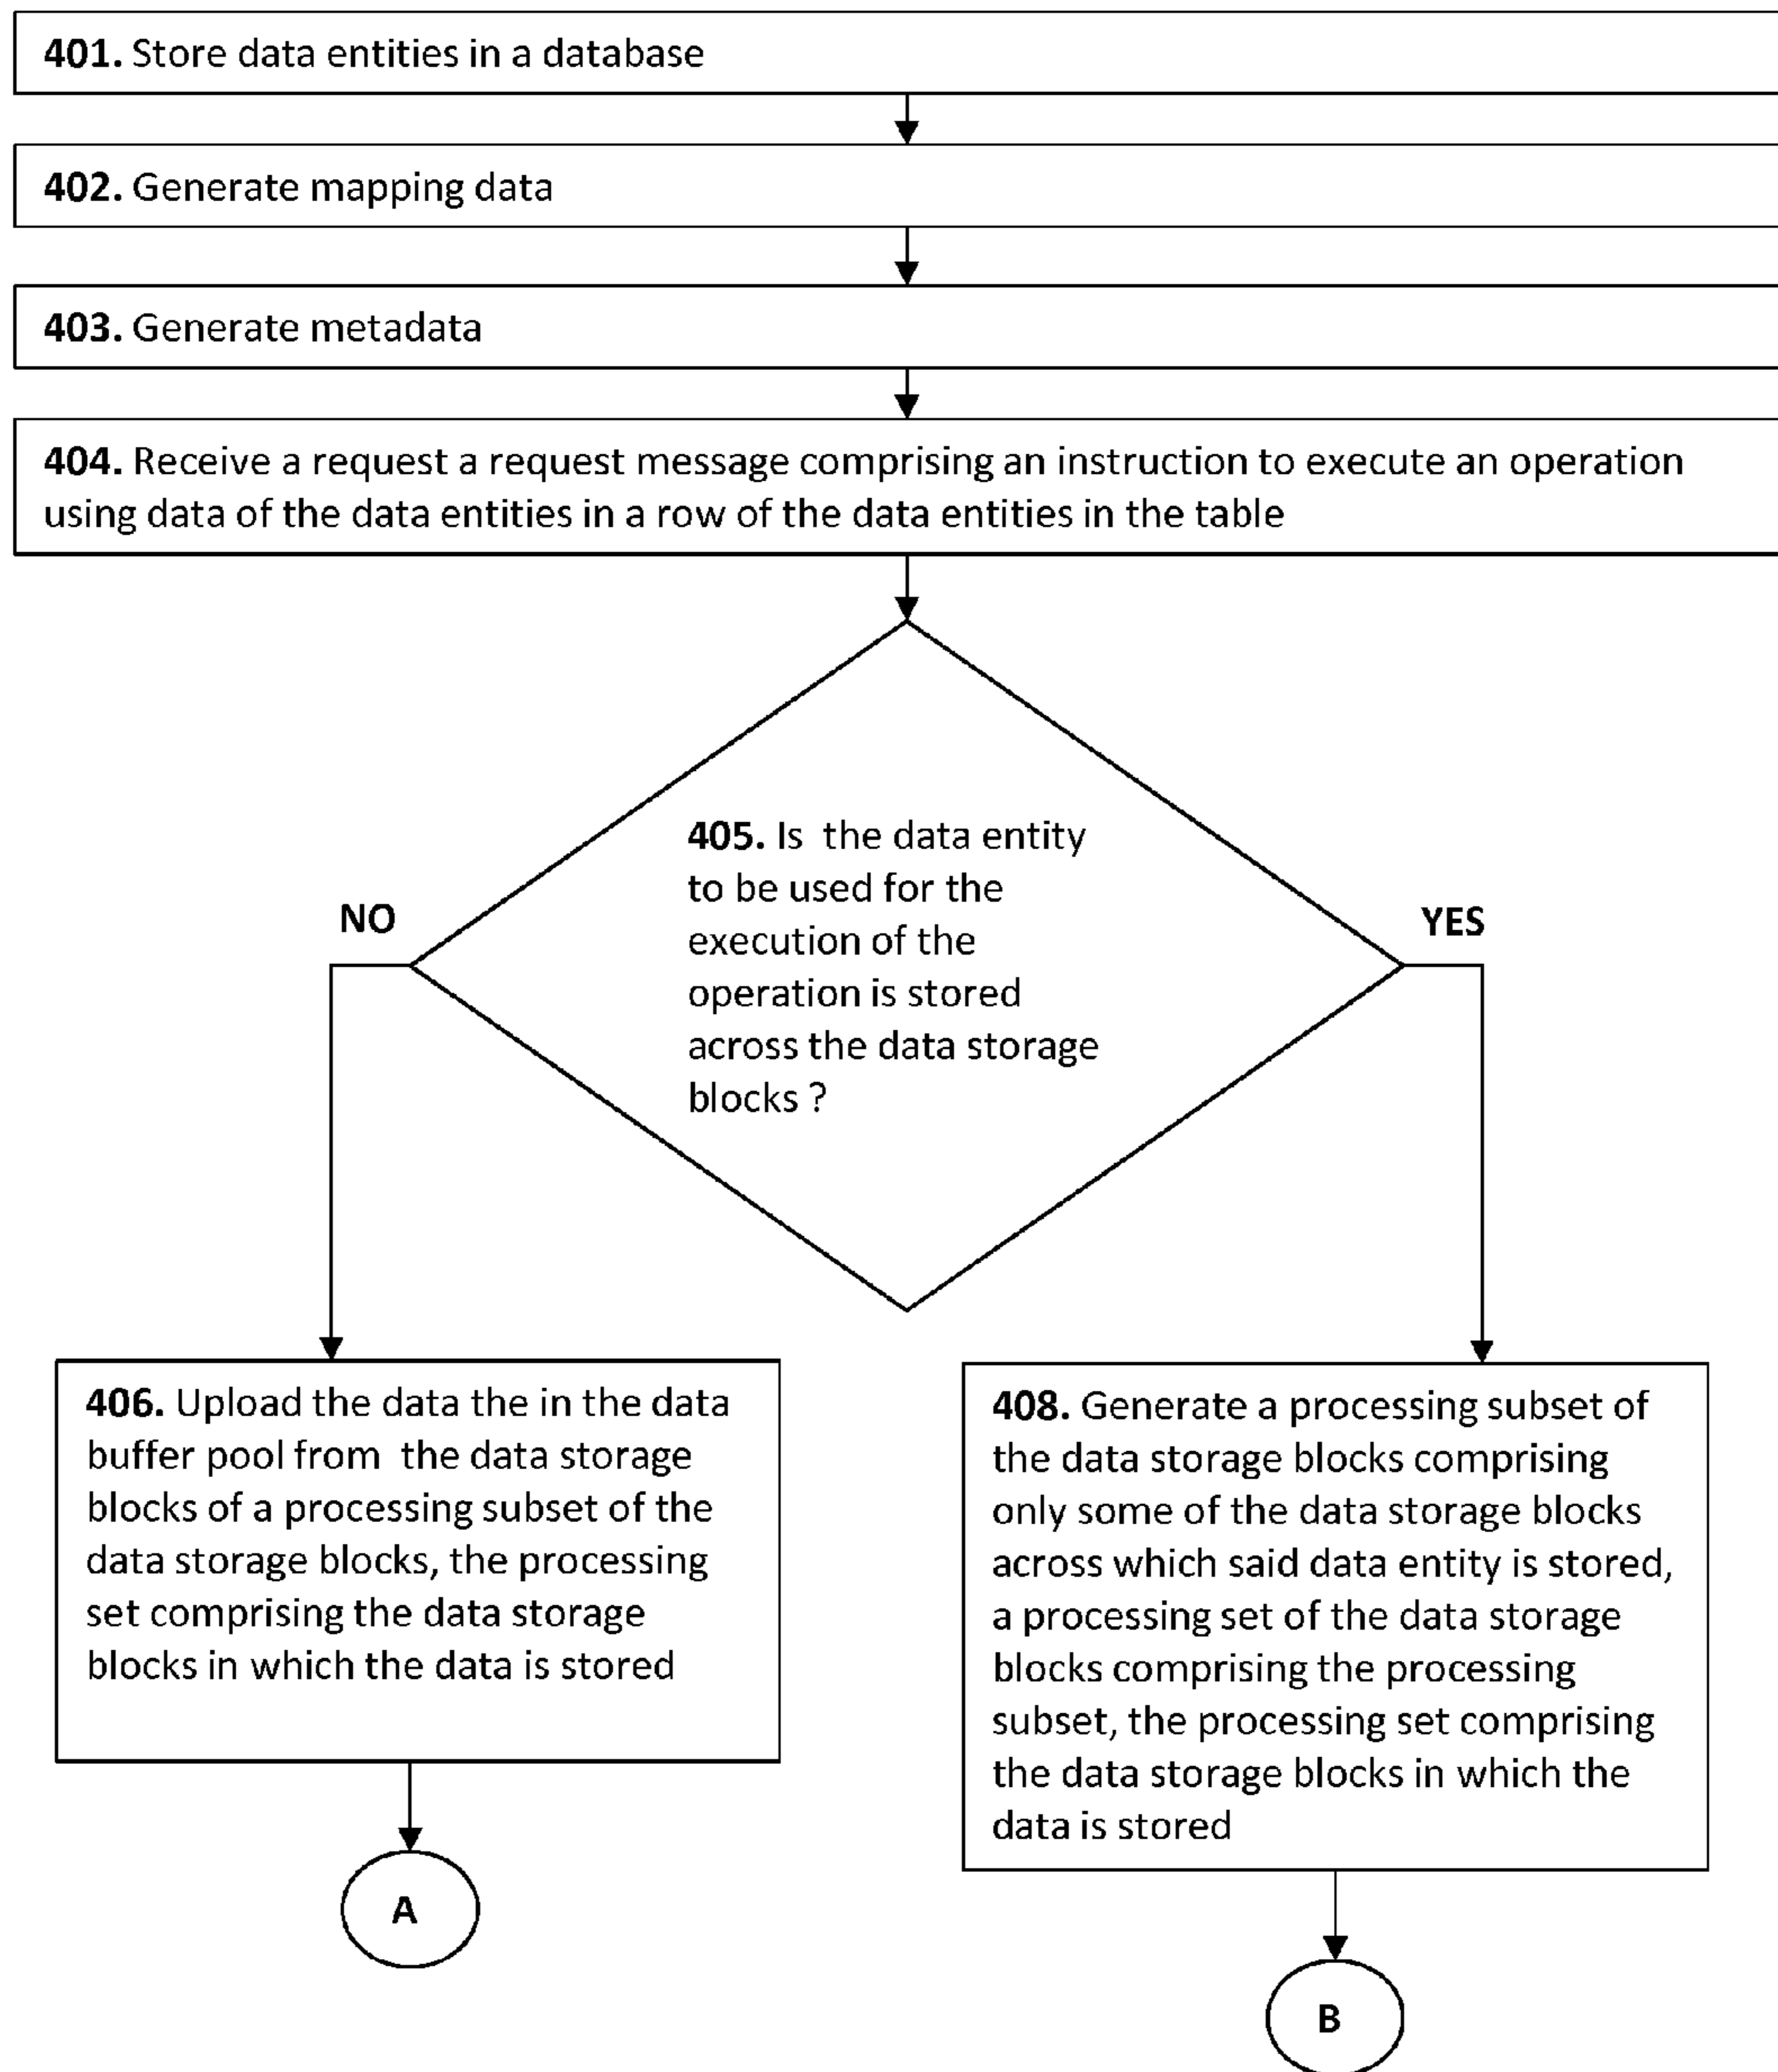 401. Store data entities in a database
402. Generate mapping data
403. Generate metadata
404. Receive a request a request message comprising an instruction to execute an operation
using data of the data entities in a row of the data entities in the table
405. Is the data entity
to be used for the
execution of the
operation is stored
across the data storage
blocks ?
NO
YES
406. Upload the data the in the data
buffer pool from the data storage
blocks of a processing subset of the
data storage blocks, the processing
set comprising the data storage
blocks in which the data is stored
408. Generate a processing subset of
the data storage blocks comprising
only some of the data storage blocks
across which said data entity is stored,
a processing set of the data storage
blocks comprising the processing
subset, the processing set comprising
the data storage blocks in which the
data is stored
A
B